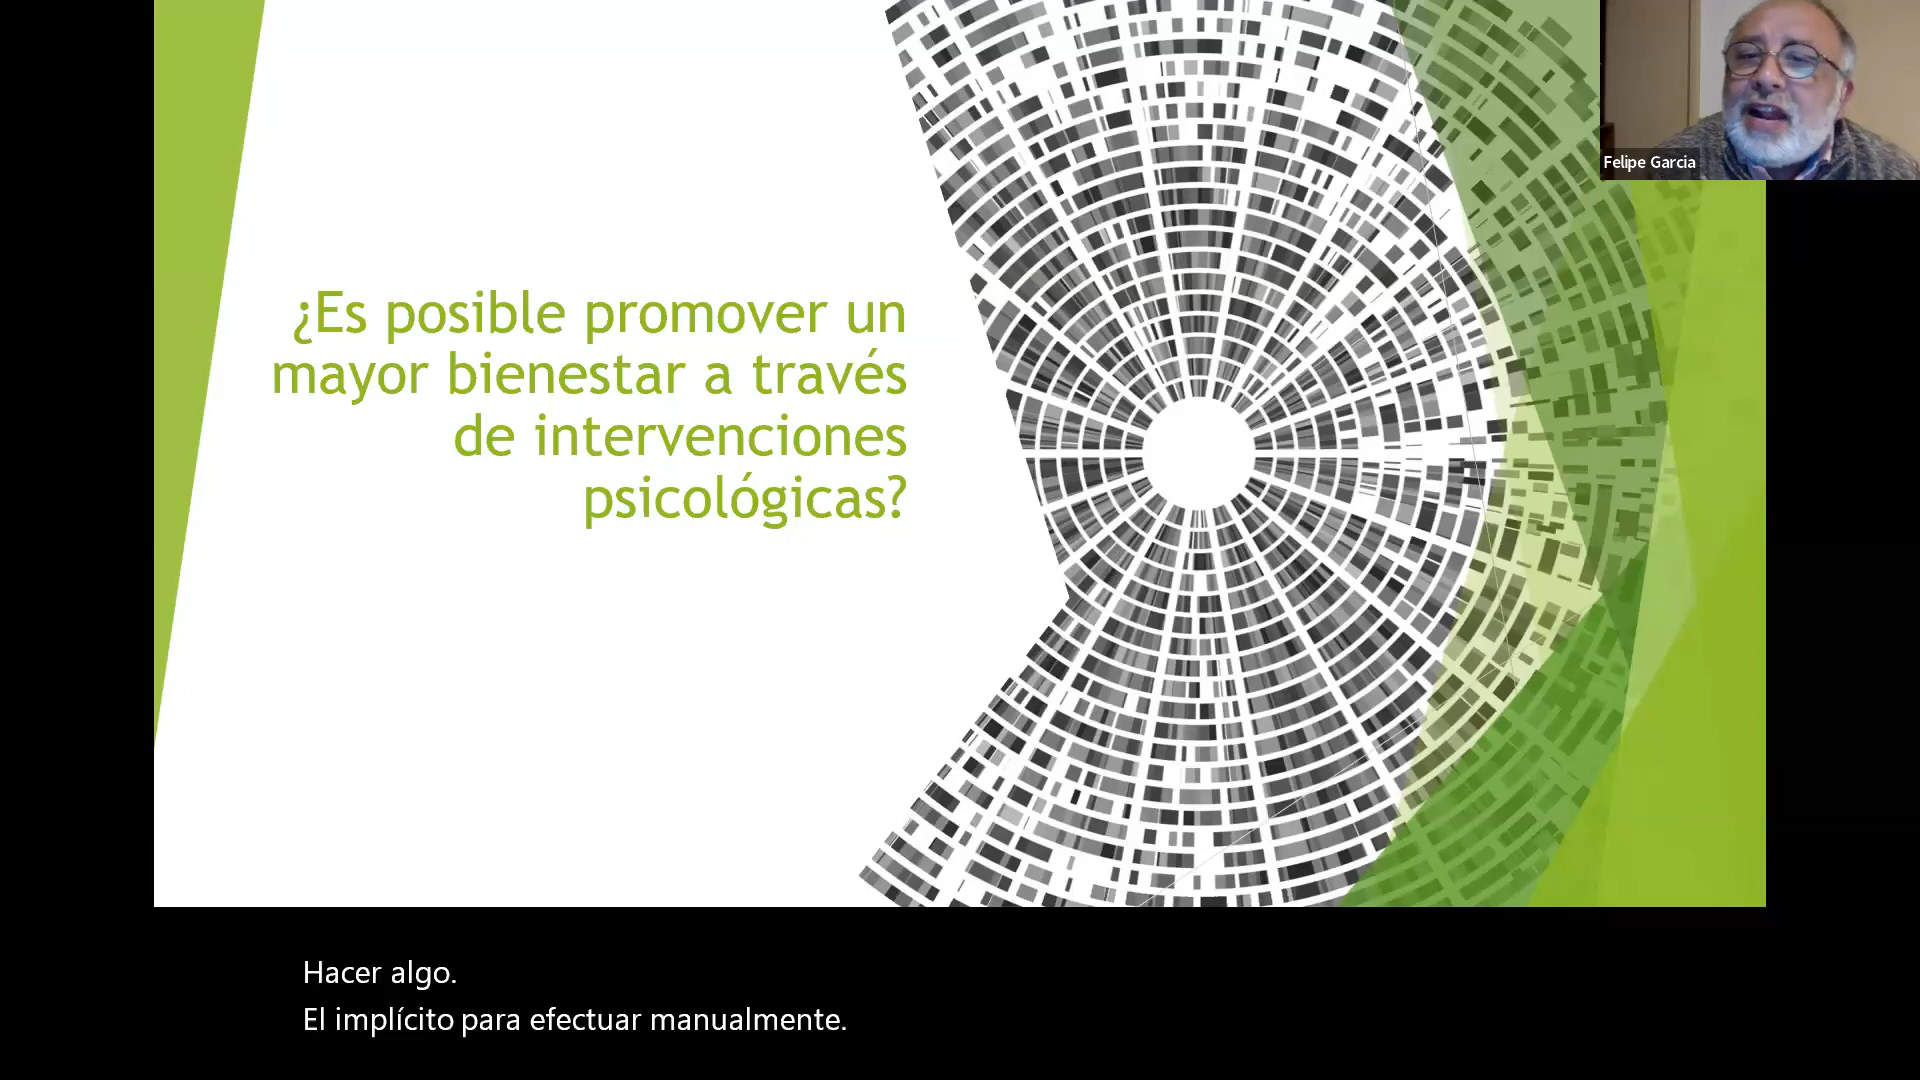 ¿Es posible promover un
mayor bienestar a través
de intervenciones
psicológicas?
Felipe Garcia
Hacer algo.
El implícito para efectuar manualmente.